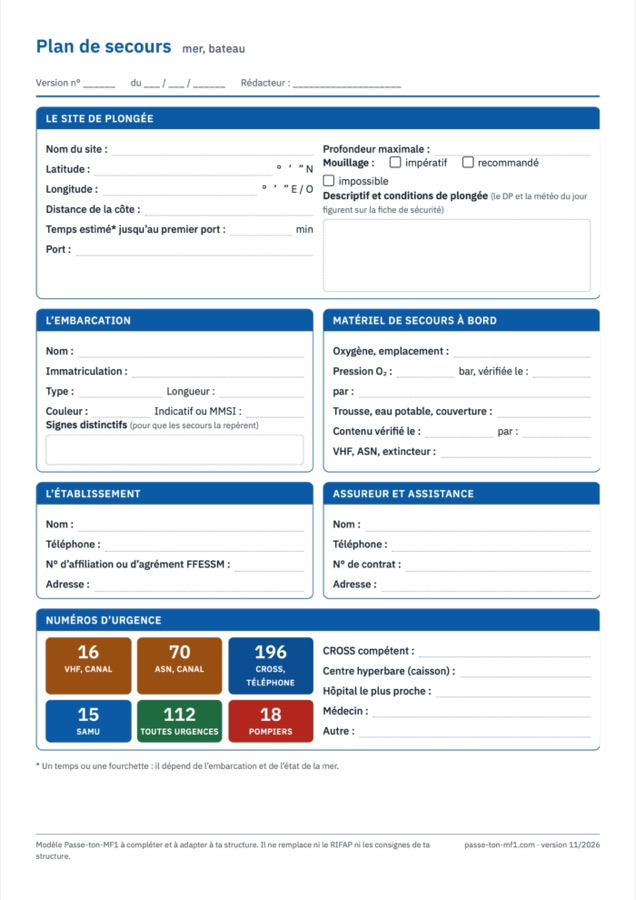 Plan de secours mer, bateau
Version n° ______ du ___ / ___ / ______ Rédacteur : ____________________
LE SITE DE PLONGÉE
Nom du site :
Latitude : ° ' " N
Longitude : ° ' " E / O
Distance de la côte :
Temps estimé* jusqu'au premier port : min
Port :
Profondeur maximale :
Mouillage : impératif recommandé
impossible
Descriptif et conditions de plongée (le DP et la météo du jour
figurent sur la fiche de sécurité)
L'EMBARCATION
Nom :
Immatriculation :
Type : Longueur :
Couleur : Indicatif ou MMSI :
Signes distinctifs (pour que les secours la repèrent)
MATÉRIEL DE SECOURS À BORD
Oxygène, emplacement :
Pression O₂ : bar, vérifiée le :
par :
Trousse, eau potable, couverture :
Contenu vérifié le : par :
VHF, ASN, extincteur :
L'ÉTABLISSEMENT
Nom :
Téléphone :
N° d'affiliation ou d'agrément FFESSM :
Adresse :
ASSUREUR ET ASSISTANCE
Nom :
Téléphone :
N° de contrat :
Adresse :
NUMÉROS D'URGENCE
16
VHF, CANAL
70
ASN, CANAL
196
CROSS,
TÉLÉPHONE
15
SAMU
112
TOUTES URGENCES
18
POMPIERS
CROSS compétent :
Centre hyperbare (caisson) :
Hôpital le plus proche :
Médecin :
Autre :
* Un temps ou une fourchette : il dépend de l'embarcation et de l'état de la mer.
Modèle Passe-ton-MF1 à compléter et à adapter à ta structure. Il ne remplace ni le RIFAP ni les consignes de ta
structure.
passe-ton-mf1.com · version 11/2026